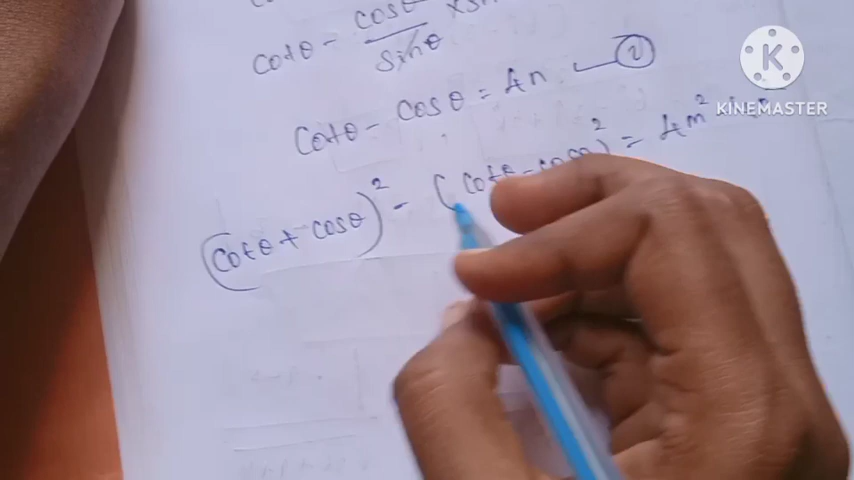 cotθ - cosθ / sinθ
cotθ - cosθ = 4n ②
(cotθ + cosθ)² - (cotθ - cosθ)² = 4m²
K
KINEMASTER